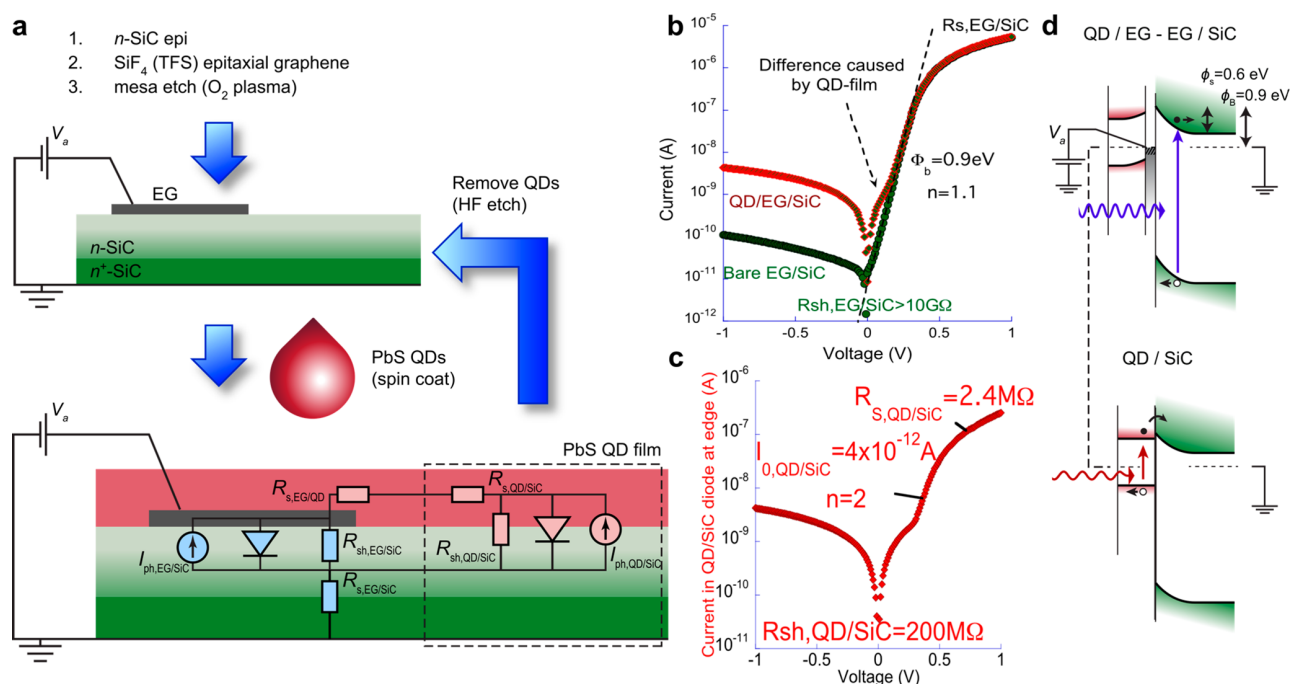 a
1. n-SiC epi
2. SiF4 (TFS) epitaxial graphene
3. mesa etch (O2 plasma)
Va
EG
n-SiC
n+-SiC
Remove QDs
(HF etch)
PbS QDs
(spin coat)
Va
PbS QD film
Rs,EG/QD
Rs,QD/SiC
Iph,EG/SiC
Rsh,EG/SiC
Rsh,QD/SiC
Iph,QD/SiC
Rs,EG/SiC
b
Current (A)
10-5
10-6
10-7
10-8
10-9
10-10
10-11
10-12
Rs,EG/SiC
Difference caused
by QD-film
Φb=0.9eV
n=1.1
QD/EG/SiC
Bare EG/SiC
Rsh,EG/SiC>10GΩ
-1
-0.5
0
0.5
1
Voltage (V)
c
Current in QD/SiC diode at edge (A)
10-6
10-7
10-8
10-9
10-10
10-11
RS,QD/SiC=2.4MΩ
I0,QD/SiC=4x10-12A
n=2
Rsh,QD/SiC=200MΩ
-1
-0.5
0
0.5
1
Voltage (V)
d
QD / EG - EG / SiC
ϕs=0.6 eV
ϕB=0.9 eV
Va
QD / SiC